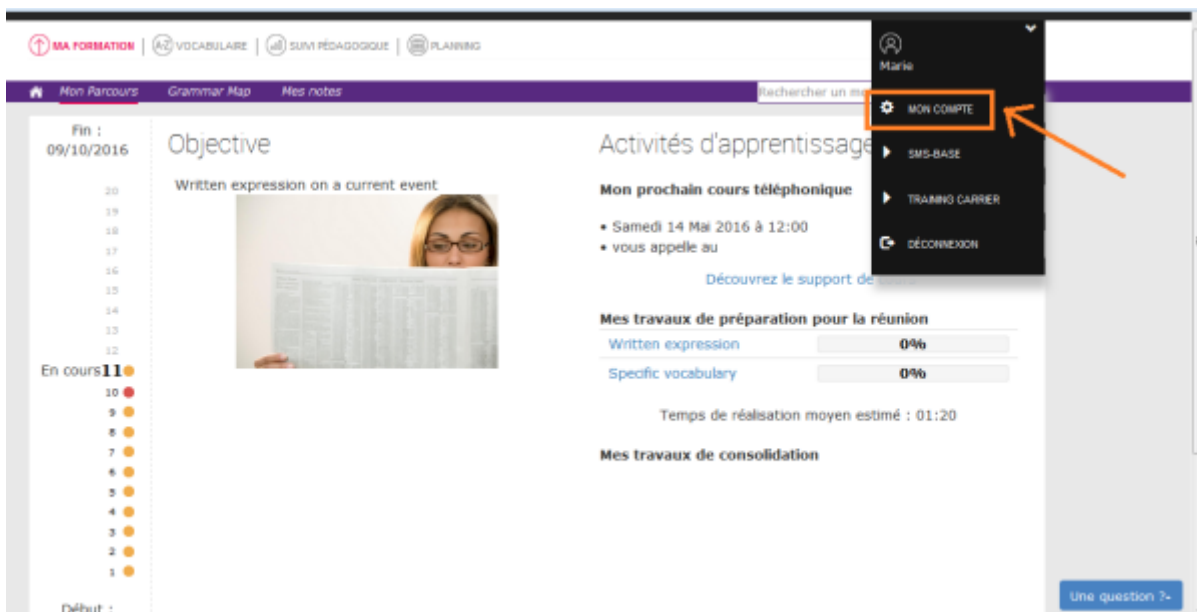 MA FORMATION | A-Z VOCABULAIRE | SUIVI PÉDAGOGIQUE | PLANNING
Marie
Mon Parcours Grammar Map Mes notes
Rechercher un
MON COMPTE
SMS-BASE
TRAINING CARRIER
DÉCONNEXION
Fin :
09/10/2016
20
19
18
17
16
15
14
13
12
En cours 11
10
9
8
7
6
5
4
3
2
1
Début :
Objective
Written expression on a current event
Activités d'apprentissage
Mon prochain cours téléphonique
• Samedi 14 Mai 2016 à 12:00
• vous appelle au
Découvrez le support de
Mes travaux de préparation pour la réunion
Written expression 0%
Specific vocabulary 0%
Temps de réalisation moyen estimé : 01:20
Mes travaux de consolidation
Une question ?-